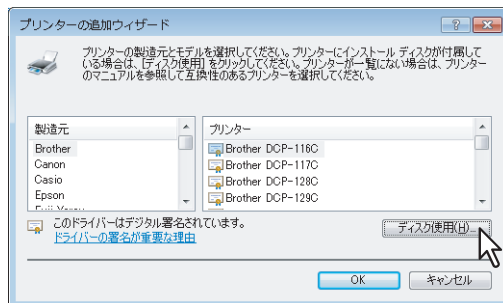 プリンターの追加ウィザード
プリンターの製造元とモデルを選択してください。プリンターにインストール ディスクが付属して
いる場合は、[ディスク使用] をクリックしてください。プリンターが一覧にない場合は、プリンター
のマニュアルを参照して互換性のあるプリンターを選択してください。
製造元
Brother
Canon
Casio
Epson
プリンター
Brother DCP-116C
Brother DCP-117C
Brother DCP-128C
Brother DCP-129C
このドライバーはデジタル署名されています。
ドライバーの署名が重要な理由
ディスク使用(H)...
OK
キャンセル